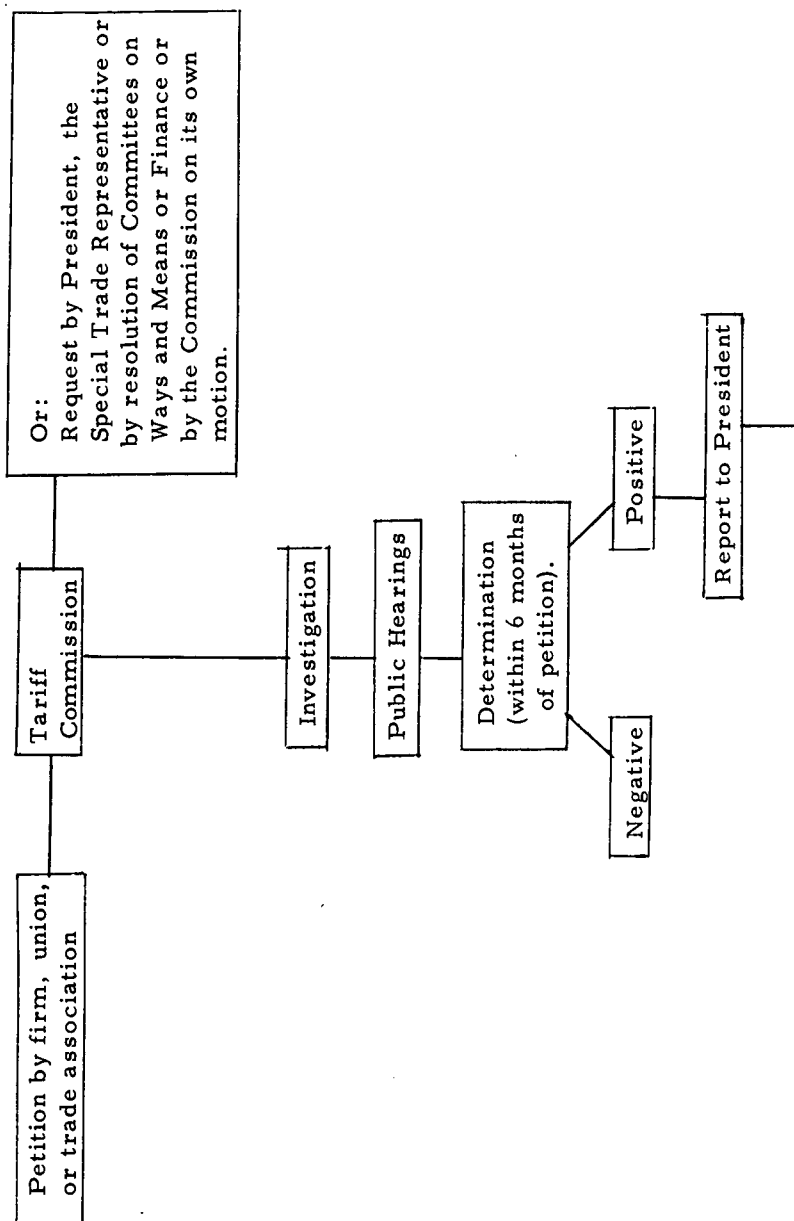 Petition by firm, union,
or trade association
Tariff
Commission
Or:
Request by President, the
Special Trade Representative or
by resolution of Committees on
Ways and Means or Finance or
by the Commission on its own
motion.
Investigation
Public Hearings
Determination
(within 6 months
of petition).
Negative
Positive
Report to President